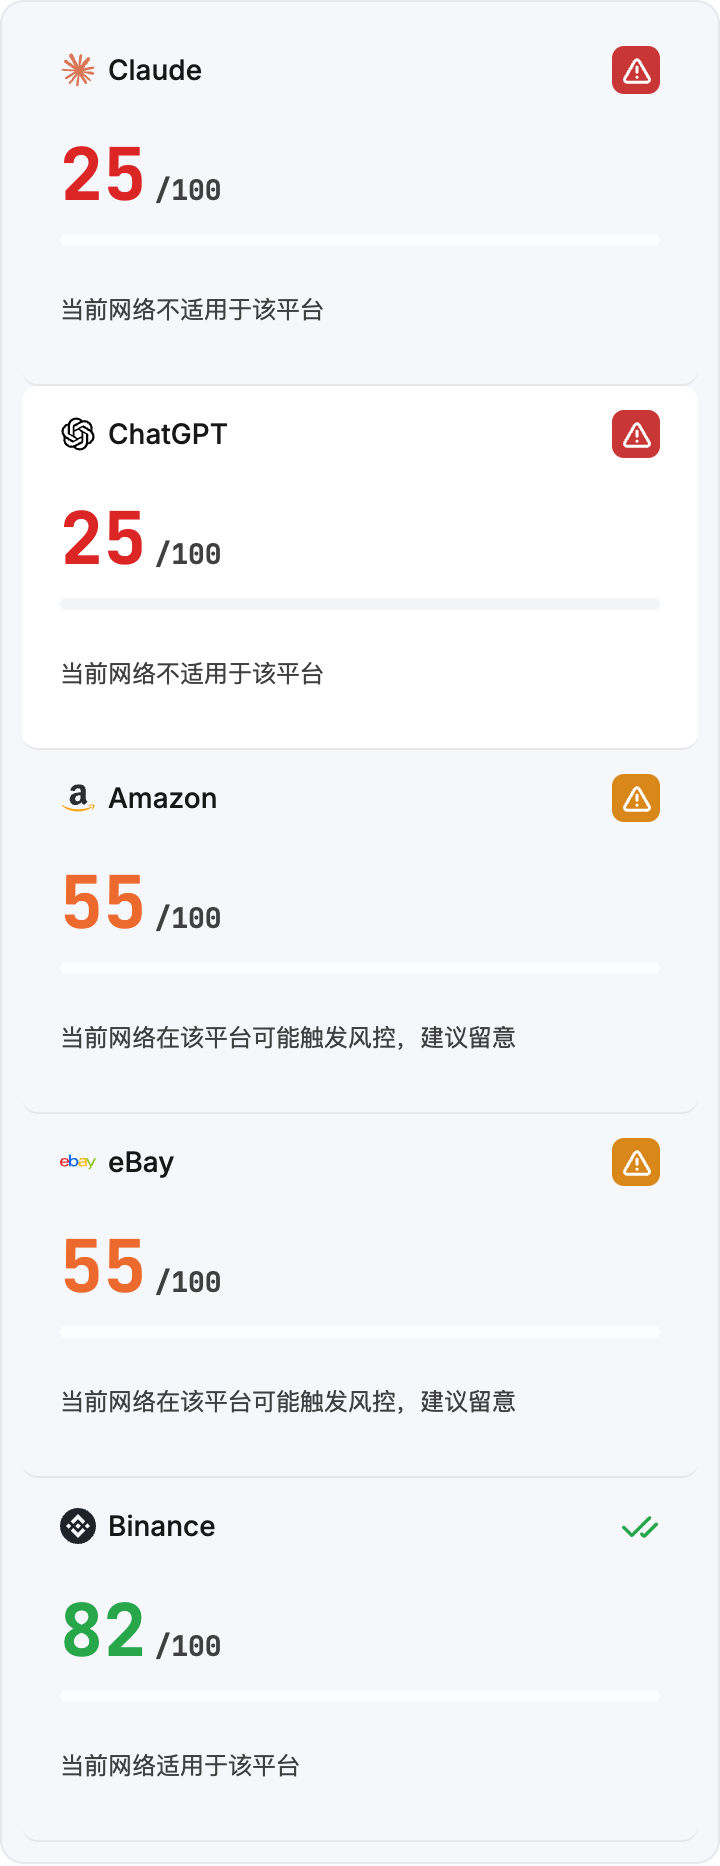 Claude
25 /100
当前网络不适用于该平台
ChatGPT
25 /100
当前网络不适用于该平台
a Amazon
55 /100
当前网络在该平台可能触发风控，建议留意
ebay eBay
55 /100
当前网络在该平台可能触发风控，建议留意
Binance
82 /100
当前网络适用于该平台